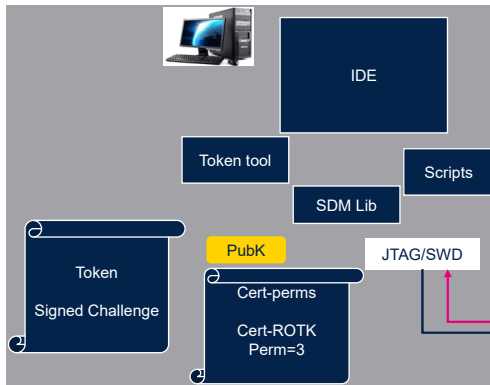 IDE
Token tool
Scripts
SDM Lib
PubK
JTAG/SWD
Token
Signed Challenge
Cert-perms
Cert-ROTK
Perm=3